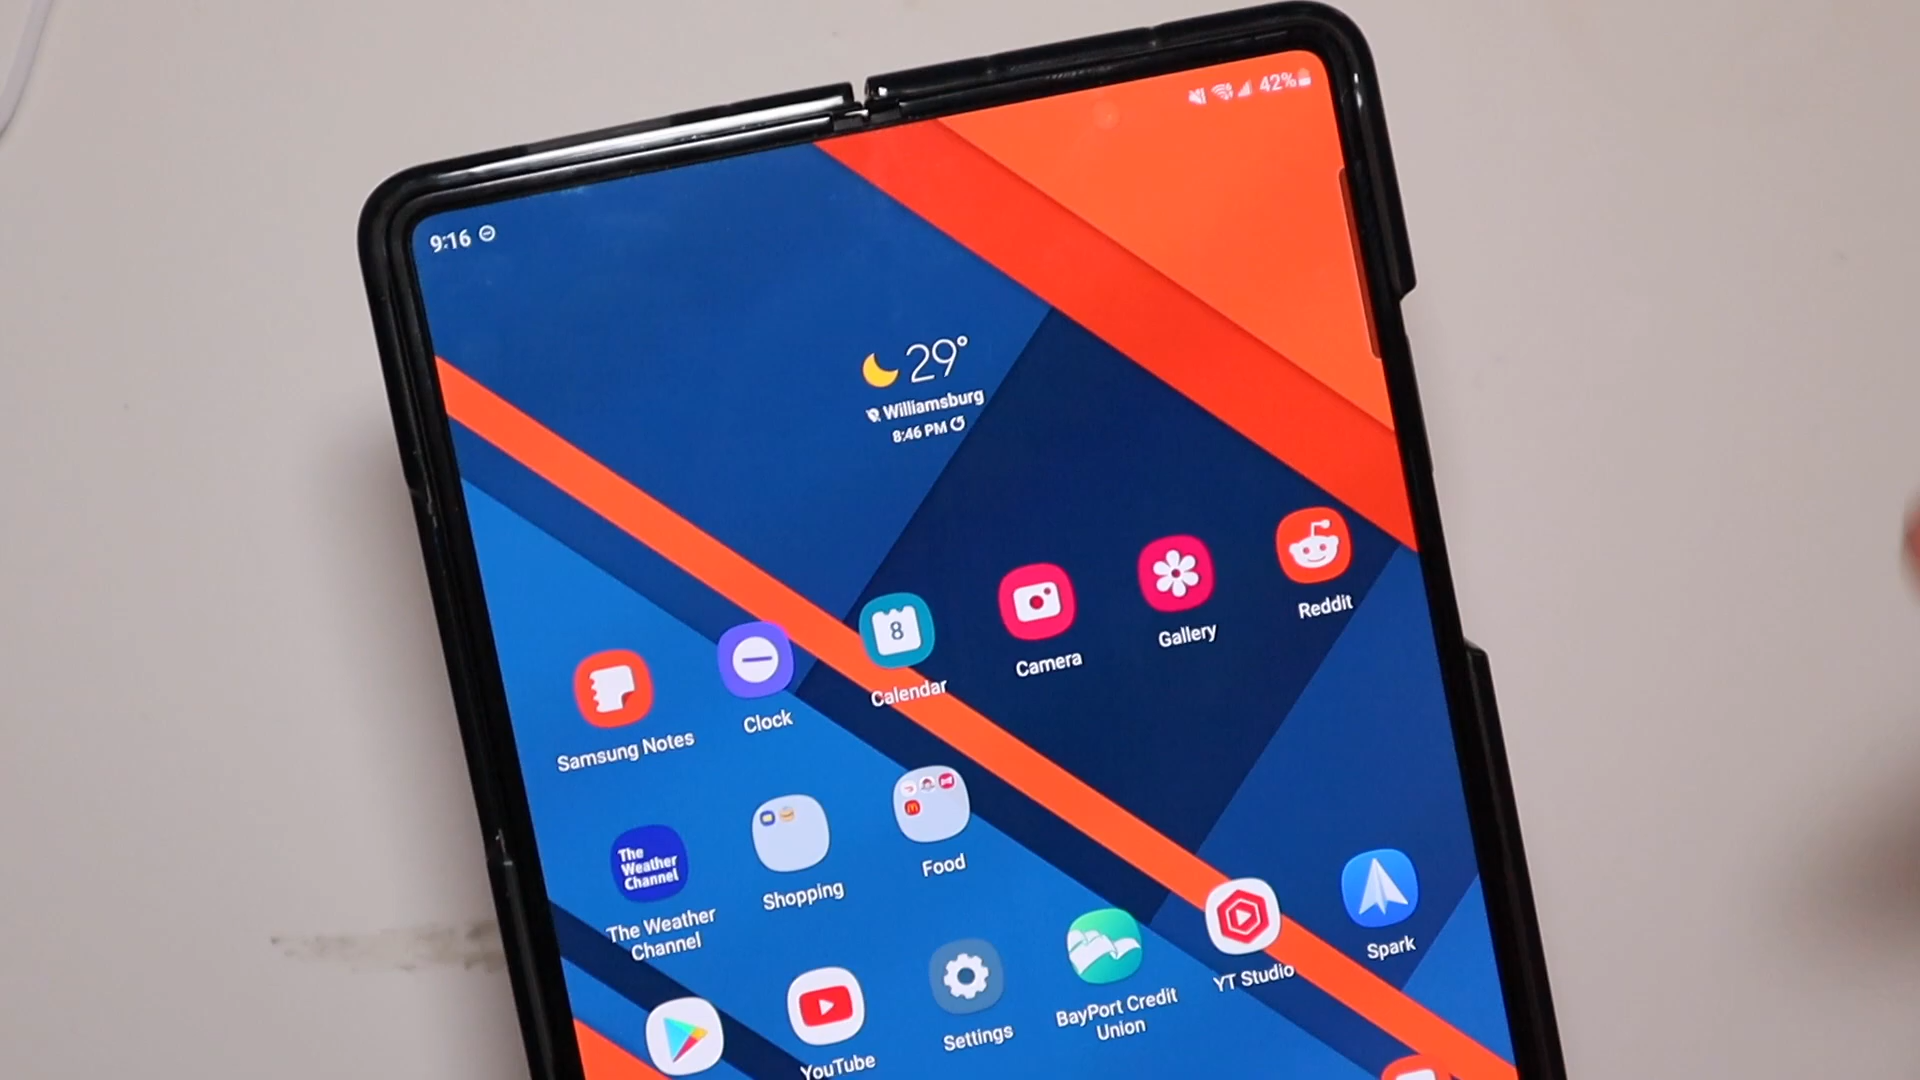 42%
9:16
29°
Williamsburg
8:46 PM
Reddit
Gallery
Camera
8
Calendar
Clock
Samsung Notes
Food
Shopping
The
Weather
Channel
The Weather
Channel
Spark
YT Studio
BayPort Credit
Union
Settings
YouTube